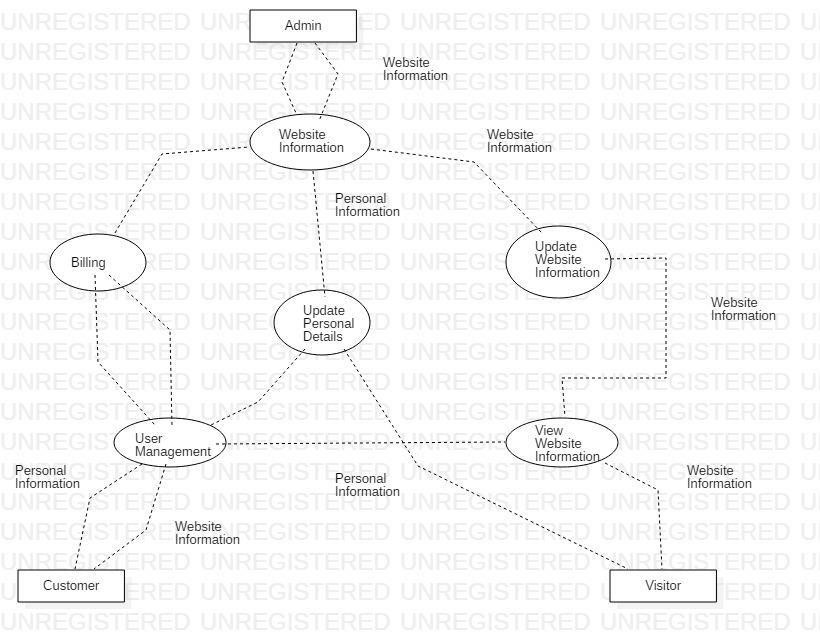 Admin
Website
Information
Website
Information
Website
Information
Personal
Information
Billing
Update
Website
Information
Update
Personal
Details
Website
Information
User
Management
View
Website
Information
Personal
Information
Personal
Information
Website
Information
Website
Information
Customer
Visitor
UNREGISTERED